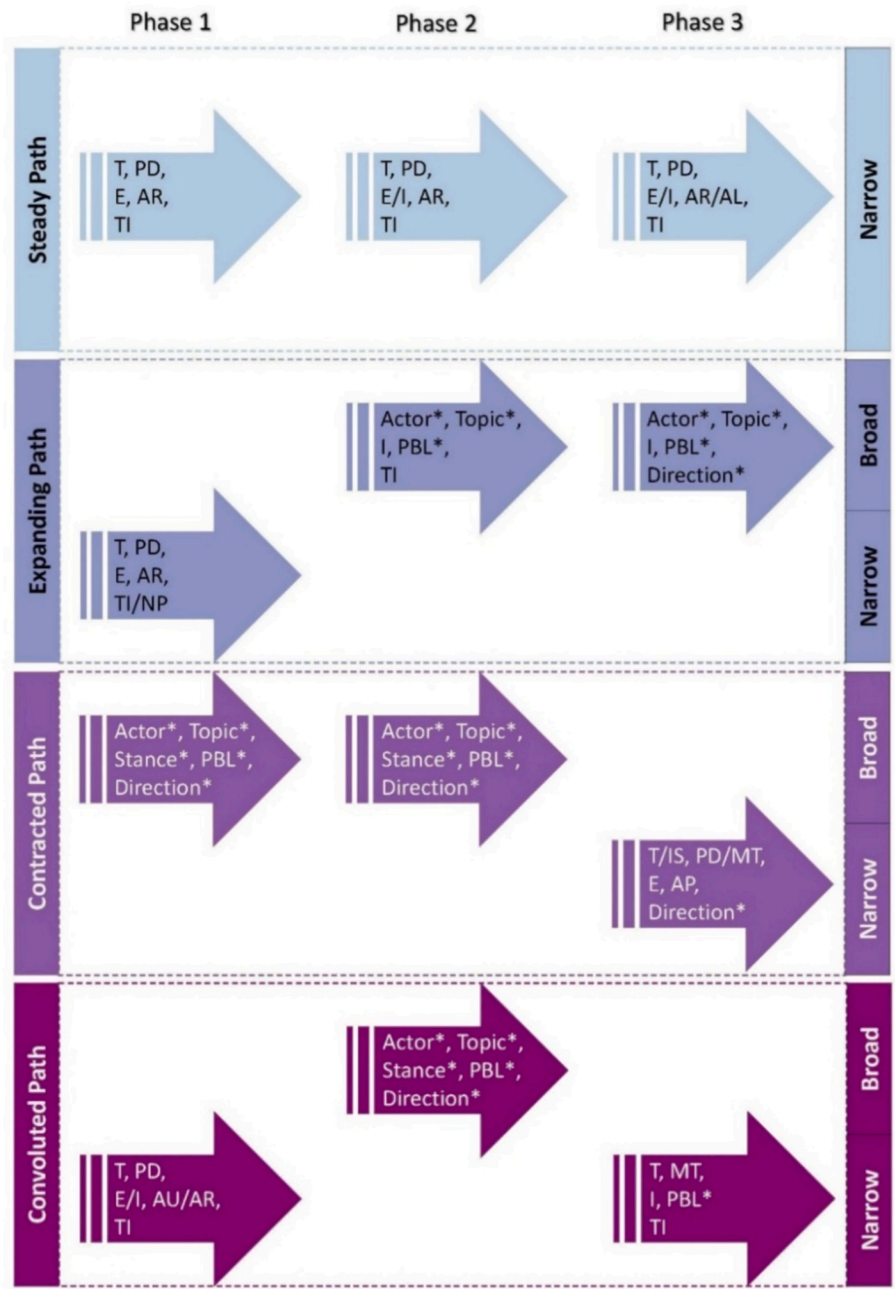 Phase 1
Phase 2
Phase 3
Steady Path
T, PD,
E, AR,
TI
T, PD,
E/I, AR,
TI
T, PD,
E/I, AR/AL,
TI
Narrow
Expanding Path
T, PD,
E, AR,
TI/NP
Actor*, Topic*,
I, PBL*,
TI
Actor*, Topic*,
I, PBL*,
Direction*
Broad
Narrow
Contracted Path
Actor*, Topic*,
Stance*, PBL*,
Direction*
Actor*, Topic*,
Stance*, PBL*,
Direction*
T/IS, PD/MT,
E, AP,
Direction*
Broad
Narrow
Convoluted Path
T, PD,
E/I, AU/AR,
TI
Actor*, Topic*,
Stance*, PBL*,
Direction*
T, MT,
I, PBL*
TI
Broad
Narrow